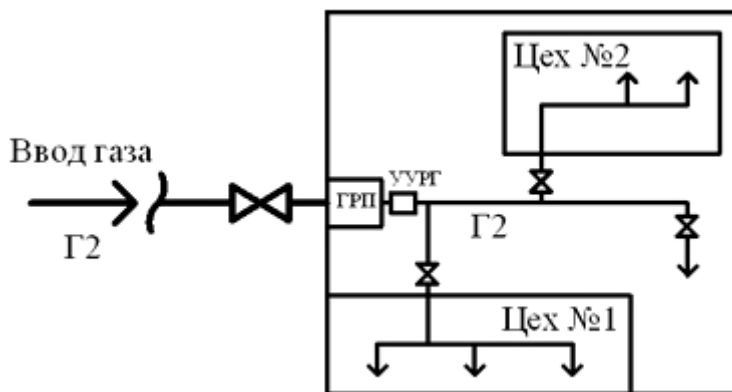 Цех №2
Ввод газа
Г2
ГРП
УУРГ
Г2
Цех №1